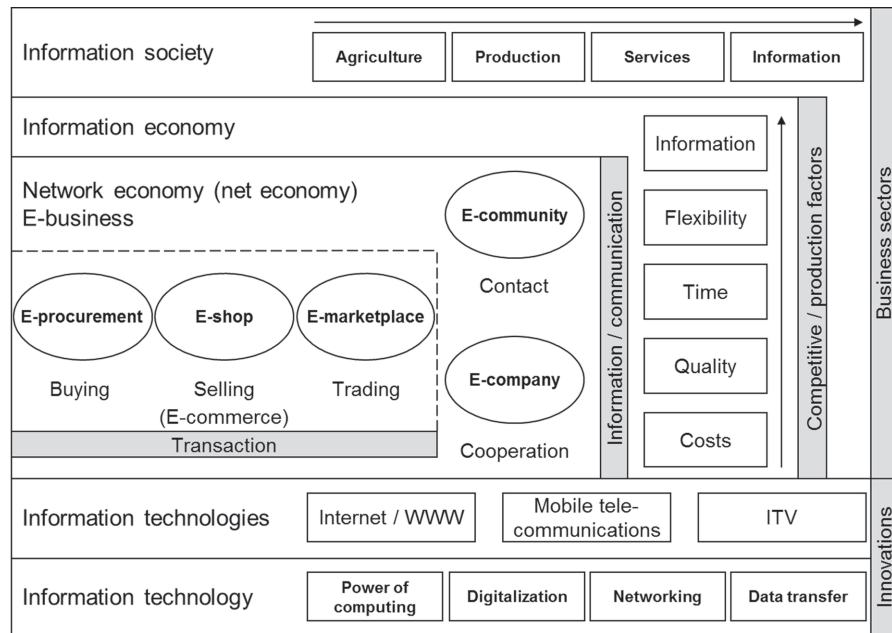 Information society
Agriculture
Production
Services
Information
Information economy
Information
Flexibility
Time
Quality
Costs
Competitive / production factors
Business sectors
Network economy (net economy)
E-business
E-community
Contact
E-company
Cooperation
Information / communication
E-procurement
E-shop
E-marketplace
Buying
Selling
(E-commerce)
Trading
Transaction
Information technologies
Internet / WWW
Mobile tele-
communications
ITV
Innovations
Information technology
Power of
computing
Digitalization
Networking
Data transfer